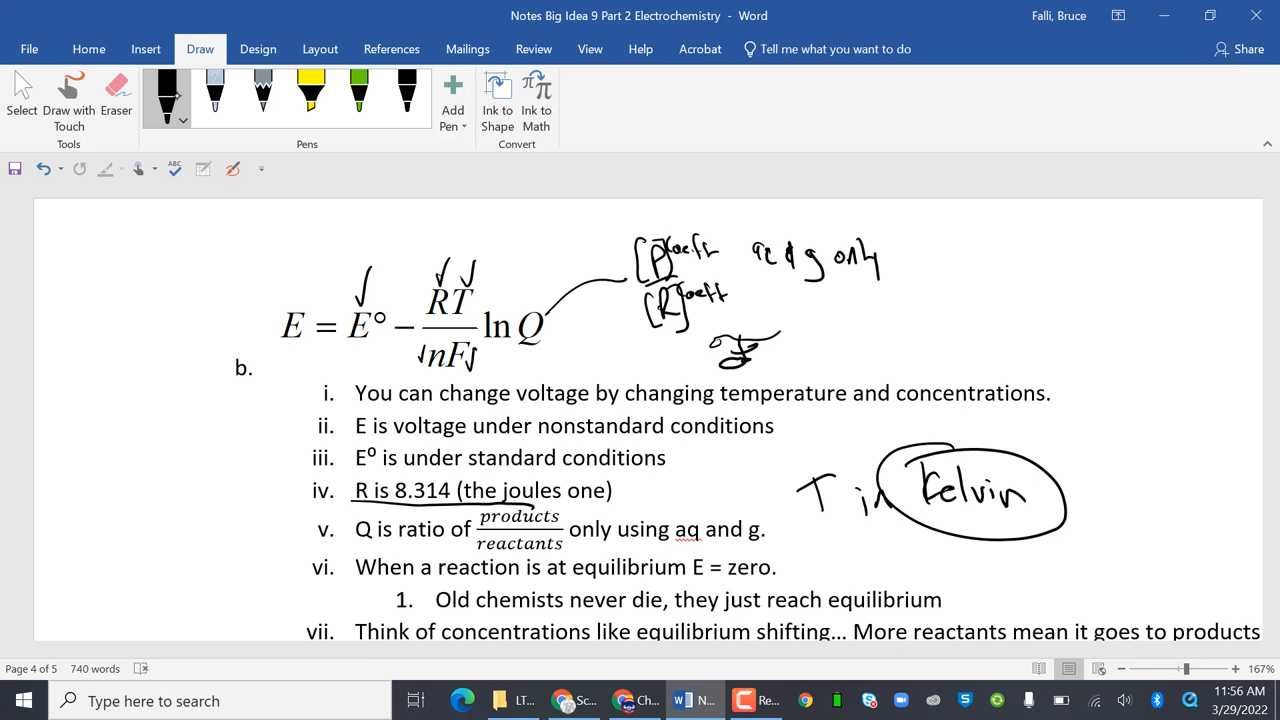 Notes Big Idea 9 Part 2 Electrochemistry - Word
Falli, Bruce
File Home Insert Draw Design Layout References Mailings Review View Help Acrobat Tell me what you want to do Share
Select Draw with Touch Eraser Add Pen Ink to Shape Ink to Math
Tools Pens Convert
ABC
[P]coeff aq & g only
[R]coeff
E = E° − RT/nF ln Q
b.
i. You can change voltage by changing temperature and concentrations.
ii. E is voltage under nonstandard conditions
iii. E⁰ is under standard conditions
iv. R is 8.314 (the joules one)
T in Kelvin
v. Q is ratio of products/reactants only using aq and g.
vi. When a reaction is at equilibrium E = zero.
1. Old chemists never die, they just reach equilibrium
vii. Think of concentrations like equilibrium shifting… More reactants mean it goes to products
Page 4 of 5 740 words 167%
Type here to search LT... Sc... Ch... N... Re... 11:56 AM
3/29/2022